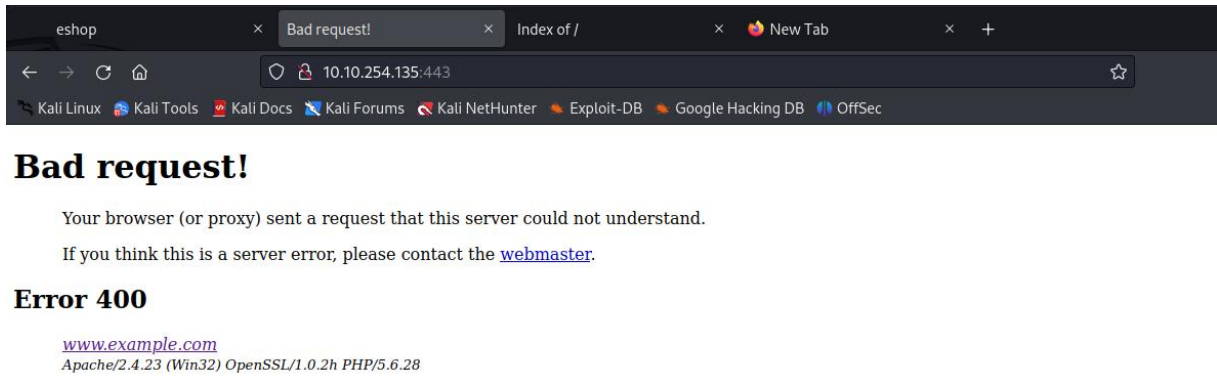 eshop × Bad request! × Index of / × New Tab × +
10.10.254.135:443
Kali Linux Kali Tools Kali Docs Kali Forums Kali NetHunter Exploit-DB Google Hacking DB OffSec
Bad request!
Your browser (or proxy) sent a request that this server could not understand.
If you think this is a server error, please contact the webmaster.
Error 400
www.example.com
Apache/2.4.23 (Win32) OpenSSL/1.0.2h PHP/5.6.28